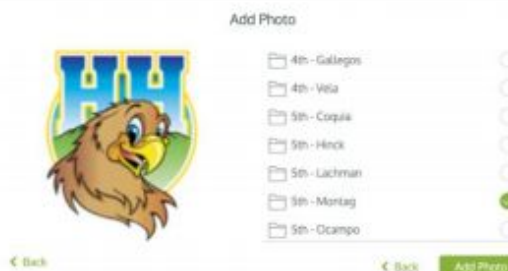 Add Photo
HH
4th - Gallegos
4th - Vela
5th - Coquia
5th - Hinck
5th - Lachman
5th - Montag
5th - Ocampo
< Back
< Back
Add Photo